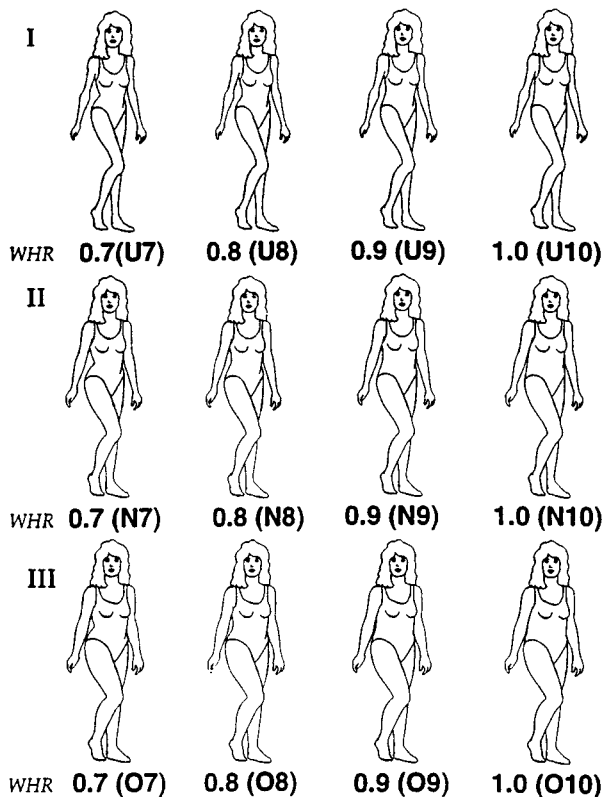 I
WHR 0.7(U7) 0.8 (U8) 0.9 (U9) 1.0 (U10)
II
WHR 0.7 (N7) 0.8 (N8) 0.9 (N9) 1.0 (N10)
III
WHR 0.7 (O7) 0.8 (O8) 0.9 (O9) 1.0 (O10)